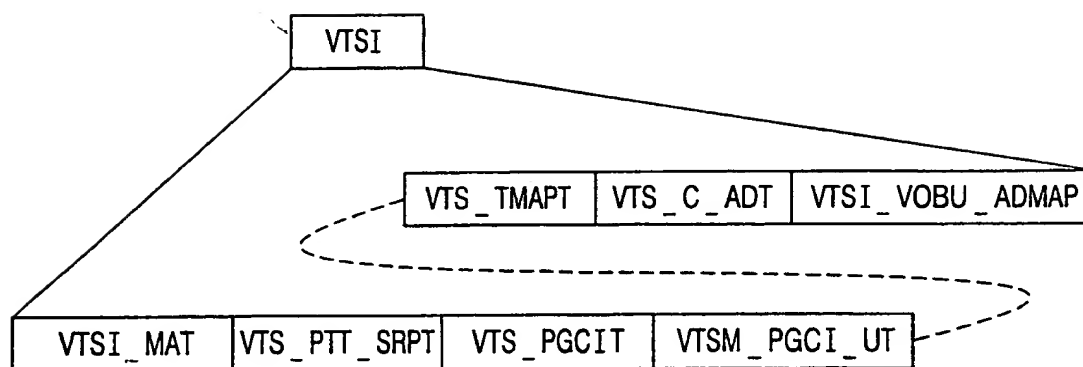 VTSI
VTS_TMAPT VTS_C_ADT VTSI_VOBU_ADMAP
VTSI_MAT VTS_PTT_SRPT VTS_PGCIT VTSM_PGCI_UT